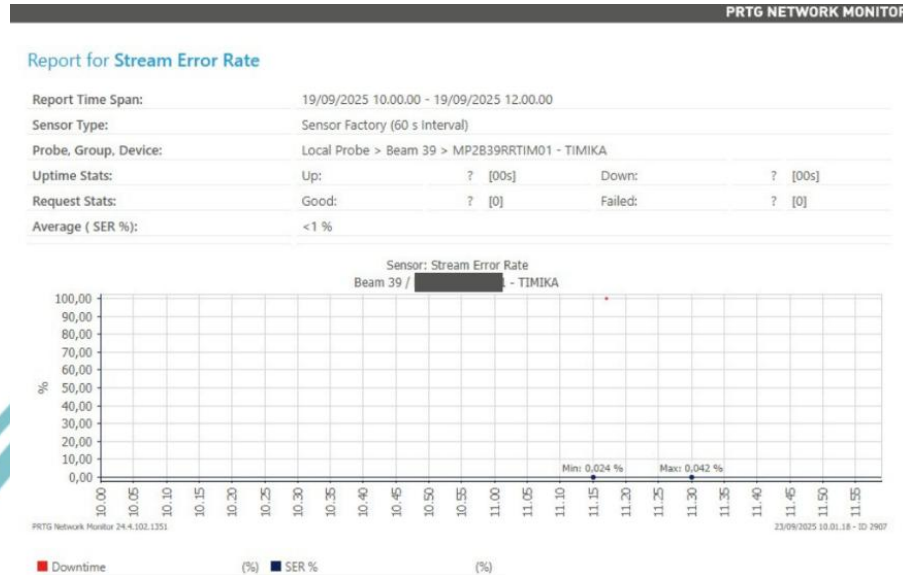 PRTG NETWORK MONITOR
Report for Stream Error Rate
Report Time Span: 19/09/2025 10.00.00 - 19/09/2025 12.00.00
Sensor Type: Sensor Factory (60 s Interval)
Probe, Group, Device: Local Probe > Beam 39 > MP2B39RRTIM01 - TIMIKA
Uptime Stats: Up: ? [00s] Down: ? [00s]
Request Stats: Good: ? [0] Failed: ? [0]
Average ( SER %): <1 %
Sensor: Stream Error Rate
Beam 39 / 1 - TIMIKA
100,00
90,00
80,00
70,00
60,00
50,00
40,00
30,00
20,00
10,00
0,00
%
Min: 0,024 % Max: 0,042 %
10.00 10.05 10.10 10.15 10.20 10.25 10.30 10.35 10.40 10.45 10.50 10.55 11.00 11.05 11.10 11.15 11.20 11.25 11.30 11.35 11.40 11.45 11.50 11.55
PRTG Network Monitor 24.4.102.1351 23/09/2025 10.01.18 - ID 2907
Downtime (%) SER % (%)